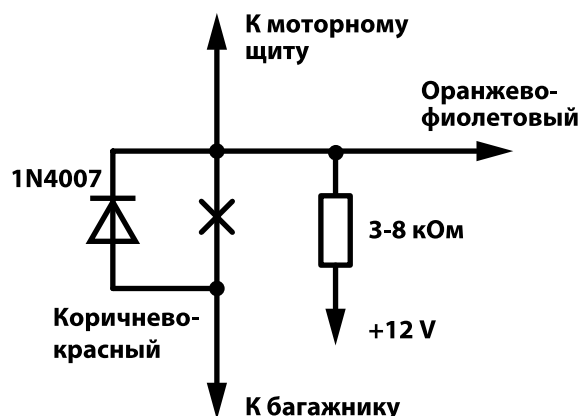 К моторному
щиту
Оранжево-
фиолетовый
1N4007
3-8 кОм
Коричнево-
красный
+12 V
К багажнику